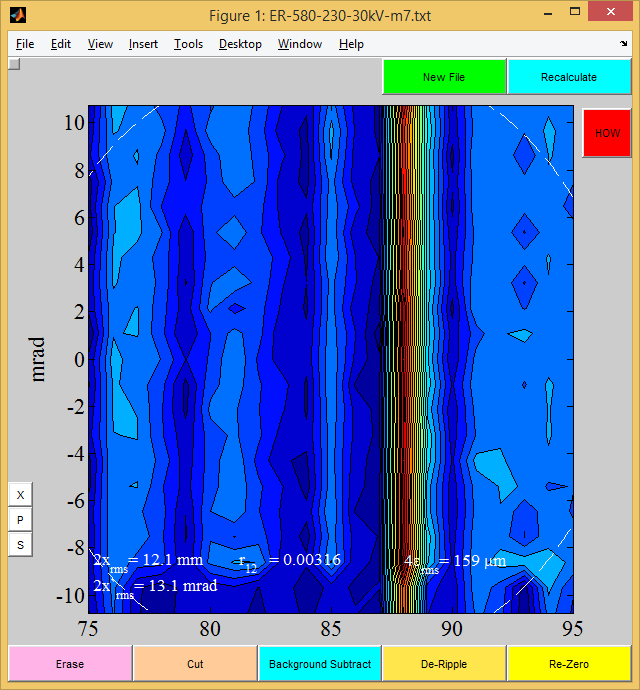 Figure 1: ER-580-230-30kV-m7.txt
File Edit View Insert Tools Desktop Window Help
New File Recalculate
HOW
10
8
6
4
2
0
-2
-4
-6
-8
-10
mrad
X
P
S
2x rms = 12.1 mm r12 = 0.00316 4ε rms = 159 μm
2x rms = 13.1 mrad
75 80 85 90 95
Erase Cut Background Subtract De-Ripple Re-Zero